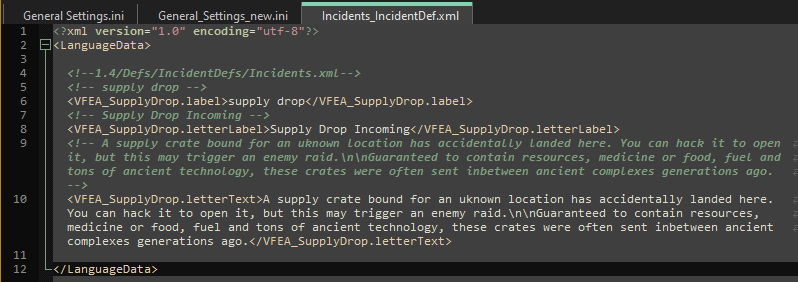 General Settings.ini General_Settings_new.ini Incidents_IncidentDef.xml
1 <?xml version="1.0" encoding="utf-8"?>
2 <LanguageData>
3
4 <!--1.4/Defs/IncidentDefs/Incidents.xml-->
5 <!-- supply drop -->
6 <VFEA_SupplyDrop.label>supply drop</VFEA_SupplyDrop.label>
7 <!-- Supply Drop Incoming -->
8 <VFEA_SupplyDrop.letterLabel>Supply Drop Incoming</VFEA_SupplyDrop.letterLabel>
9 <!-- A supply crate bound for an uknown location has accidentally landed here. You can hack it to open
it, but this may trigger an enemy raid.\n\nGuaranteed to contain resources, medicine or food, fuel and
tons of ancient technology, these crates were often sent inbetween ancient complexes generations ago.
-->
10 <VFEA_SupplyDrop.letterText>A supply crate bound for an uknown location has accidentally landed here.
You can hack it to open it, but this may trigger an enemy raid.\n\nGuaranteed to contain resources,
medicine or food, fuel and tons of ancient technology, these crates were often sent inbetween ancient
complexes generations ago.</VFEA_SupplyDrop.letterText>
11
12 </LanguageData>